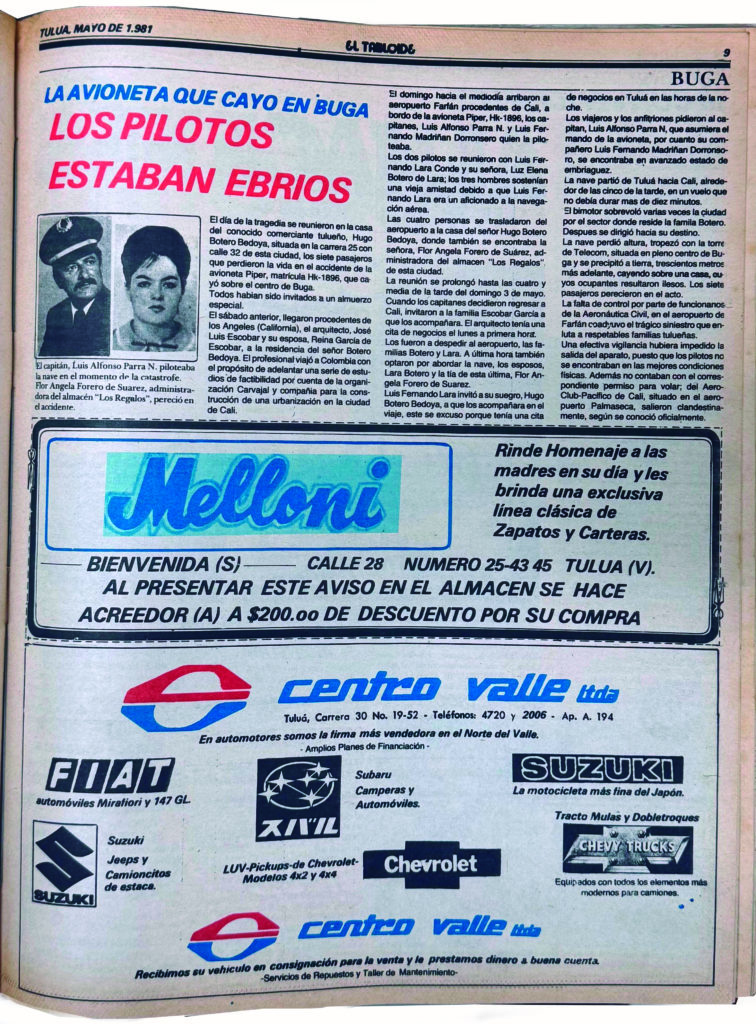 TULUA, MAYO DE 1.981
EL TABLOIDE
9
BUGA
LA AVIONETA QUE CAYO EN BUGA
LOS PILOTOS
ESTABAN EBRIOS
El capitán, Luis Alfonso Parra N. piloteaba
la nave en el momento de la catastrofe.
Flor Angela Forero de Suarez, administra-
dora del almacén "Los Regalos", pereció en
el accidente.
El día de la tragedia se reunieron en la casa
del conocido comerciante tulueño, Hugo
Botero Bedoya, situada en la carrera 25 con
calle 32 de esta ciudad, los siete pasajeros
que perdieron la vida en el accidente de la
avioneta Piper, matrícula Hk-1896, que ca-
yó sobre el centro de Buga.
Todos habían sido invitados a un almuerzo
especial.
El sábado anterior, llegaron procedentes de
los Angeles (California), el arquitecto, José
Luis Escobar y su esposa, Reina García de
Escobar, a la residencia del señor Botero
Bedoya. El profesional viajó a Colombia con
el propósito de adelantar una serie de estu-
dios de factibilidad por cuenta de la organi-
zación Carvajal y compañia para la cons-
trucción de una urbanización en la ciudad
de Cali.
El domingo hacia el mediodía arribaron al
aeropuerto Farfán procedentes de Cali, a
bordo de la avioneta Piper, Hk-1896, los ca-
pitanes, Luis Alfonso Parra N. y Luis Fer-
nando Madriñan Dorronsero quien la pilo-
teaba.
Los dos pilotos se reunieron con Luis Fer-
nando Lara Conde y su señora, Luz Elena
Botero de Lara; los tres hombres sostenían
una vieja amistad debido a que Luis Fer-
nando Lara era un aficionado a la navega-
ción aérea.
Las cuatro personas se trasladaron del
aeropuerto a la casa del señor Hugo Botero
Bedoya, donde también se encontraba la
señora, Flor Angela Forero de Suárez, ad-
ministradora del almacen "Los Regalos"
de esta ciudad.
La reunión se prolongó hasta las cuatro y
media de la tarde del domingo 3 de mayo.
Cuando los capitanes decidieron regresar a
Cali, invitaron a la familia Escobar García a
que los acompañara. El arquitecto tenía una
cita de negocios el lunes a primera hora.
Los fueron a despedir al aeropuerto, las fa-
milias Botero y Lara. A última hora también
optaron por abordar la nave, los esposos,
Lara Botero y la tía de esta última, Flor An-
gela Forero de Suarez.
Luis Fernando Lara invitó a su suegro, Hugo
Botero Bedoya, a que los acompañara en el
viaje, este se excuso porque tenía una cita
de negocios en Tuluá en las horas de la no-
che.
Los viajeros y los anfitriones pidieron al ca-
pitan, Luis Alfonso Parra N, que asumiera el
mando de la avioneta, por cuanto su com-
pañero Luis Fernando Madriñan Dorronso-
ro, se encontraba en avanzado estado de
embriaguez.
La nave partió de Tuluá hacia Cali, alrede-
dor de las cinco de la tarde, en un vuelo que
no debía durar mas de diez minutos.
El bimotor sobrevoló varias veces la ciudad
por el sector donde reside la famlia Botero.
Despues se dirigió hacia su destino.
La nave perdió altura, tropezó con la torre
de Telecom, situada en pleno centro de Bu-
ga y se precipitó a tierra, trescientos metros
más adelante, cayendo sobre una casa, cu-
yos ocupantes resultaron ilesos. Los siete
pasajeros perecieron en el acto.
La falta de control por parte de funcionarios
de la Aeronáutica Civil, en el aeropuerto de
Farfán coadyuvo el trágico siniestro que en-
luta a respetables familias tulueñas.
Una efectiva vigilancia hubiera impedido la
salida del aparato, puesto que los pilotos no
se encontraban en las mejores condiciones
físicas. Además no contaban con el corres-
pondiente permiso para volar; del Aero-
Club-Pacífico de Cali, situado en el aero-
puerto Palmaseca, salieron clandestina-
mente, según se conoció oficialmente.
Melloni
Rinde Homenaje a las
madres en su día y les
brinda una exclusiva
línea clásica de
Zapatos y Carteras.
BIENVENIDA (S) CALLE 28 NUMERO 25-43 45 TULUA (V).
AL PRESENTAR ESTE AVISO EN EL ALMACEN SE HACE
ACREEDOR (A) A $200.oo DE DESCUENTO POR SU COMPRA
centro valle ltda
Tuluá, Carrera 30 No. 19-52 - Teléfonos: 4720 y 2006 - Ap. A. 194
En automotores somos la firma más vendedora en el Norte del Valle.
- Amplios Planes de Financiación -
FIAT
automóviles Mirafiori y 147 GL.
スバル
Subaru
Camperas y
Automóviles.
SUZUKI
La motocicleta más fina del Japón.
SUZUKI
Suzuki
Jeeps y
Camioncitos
de estaca.
LUV-Pickups-de Chevrolet-
Modelos 4x2 y 4x4
Chevrolet
Tracto Mulas y Dobletroques
CHEVY TRUCKS
Equipados con todos los elementos más
modernos para camiones.
centro valle ltda
Recibimos su vehículo en consignación para la venta y le prestamos dinero a buena cuenta.
-Servicios de Repuestos y Taller de Mantenimiento-